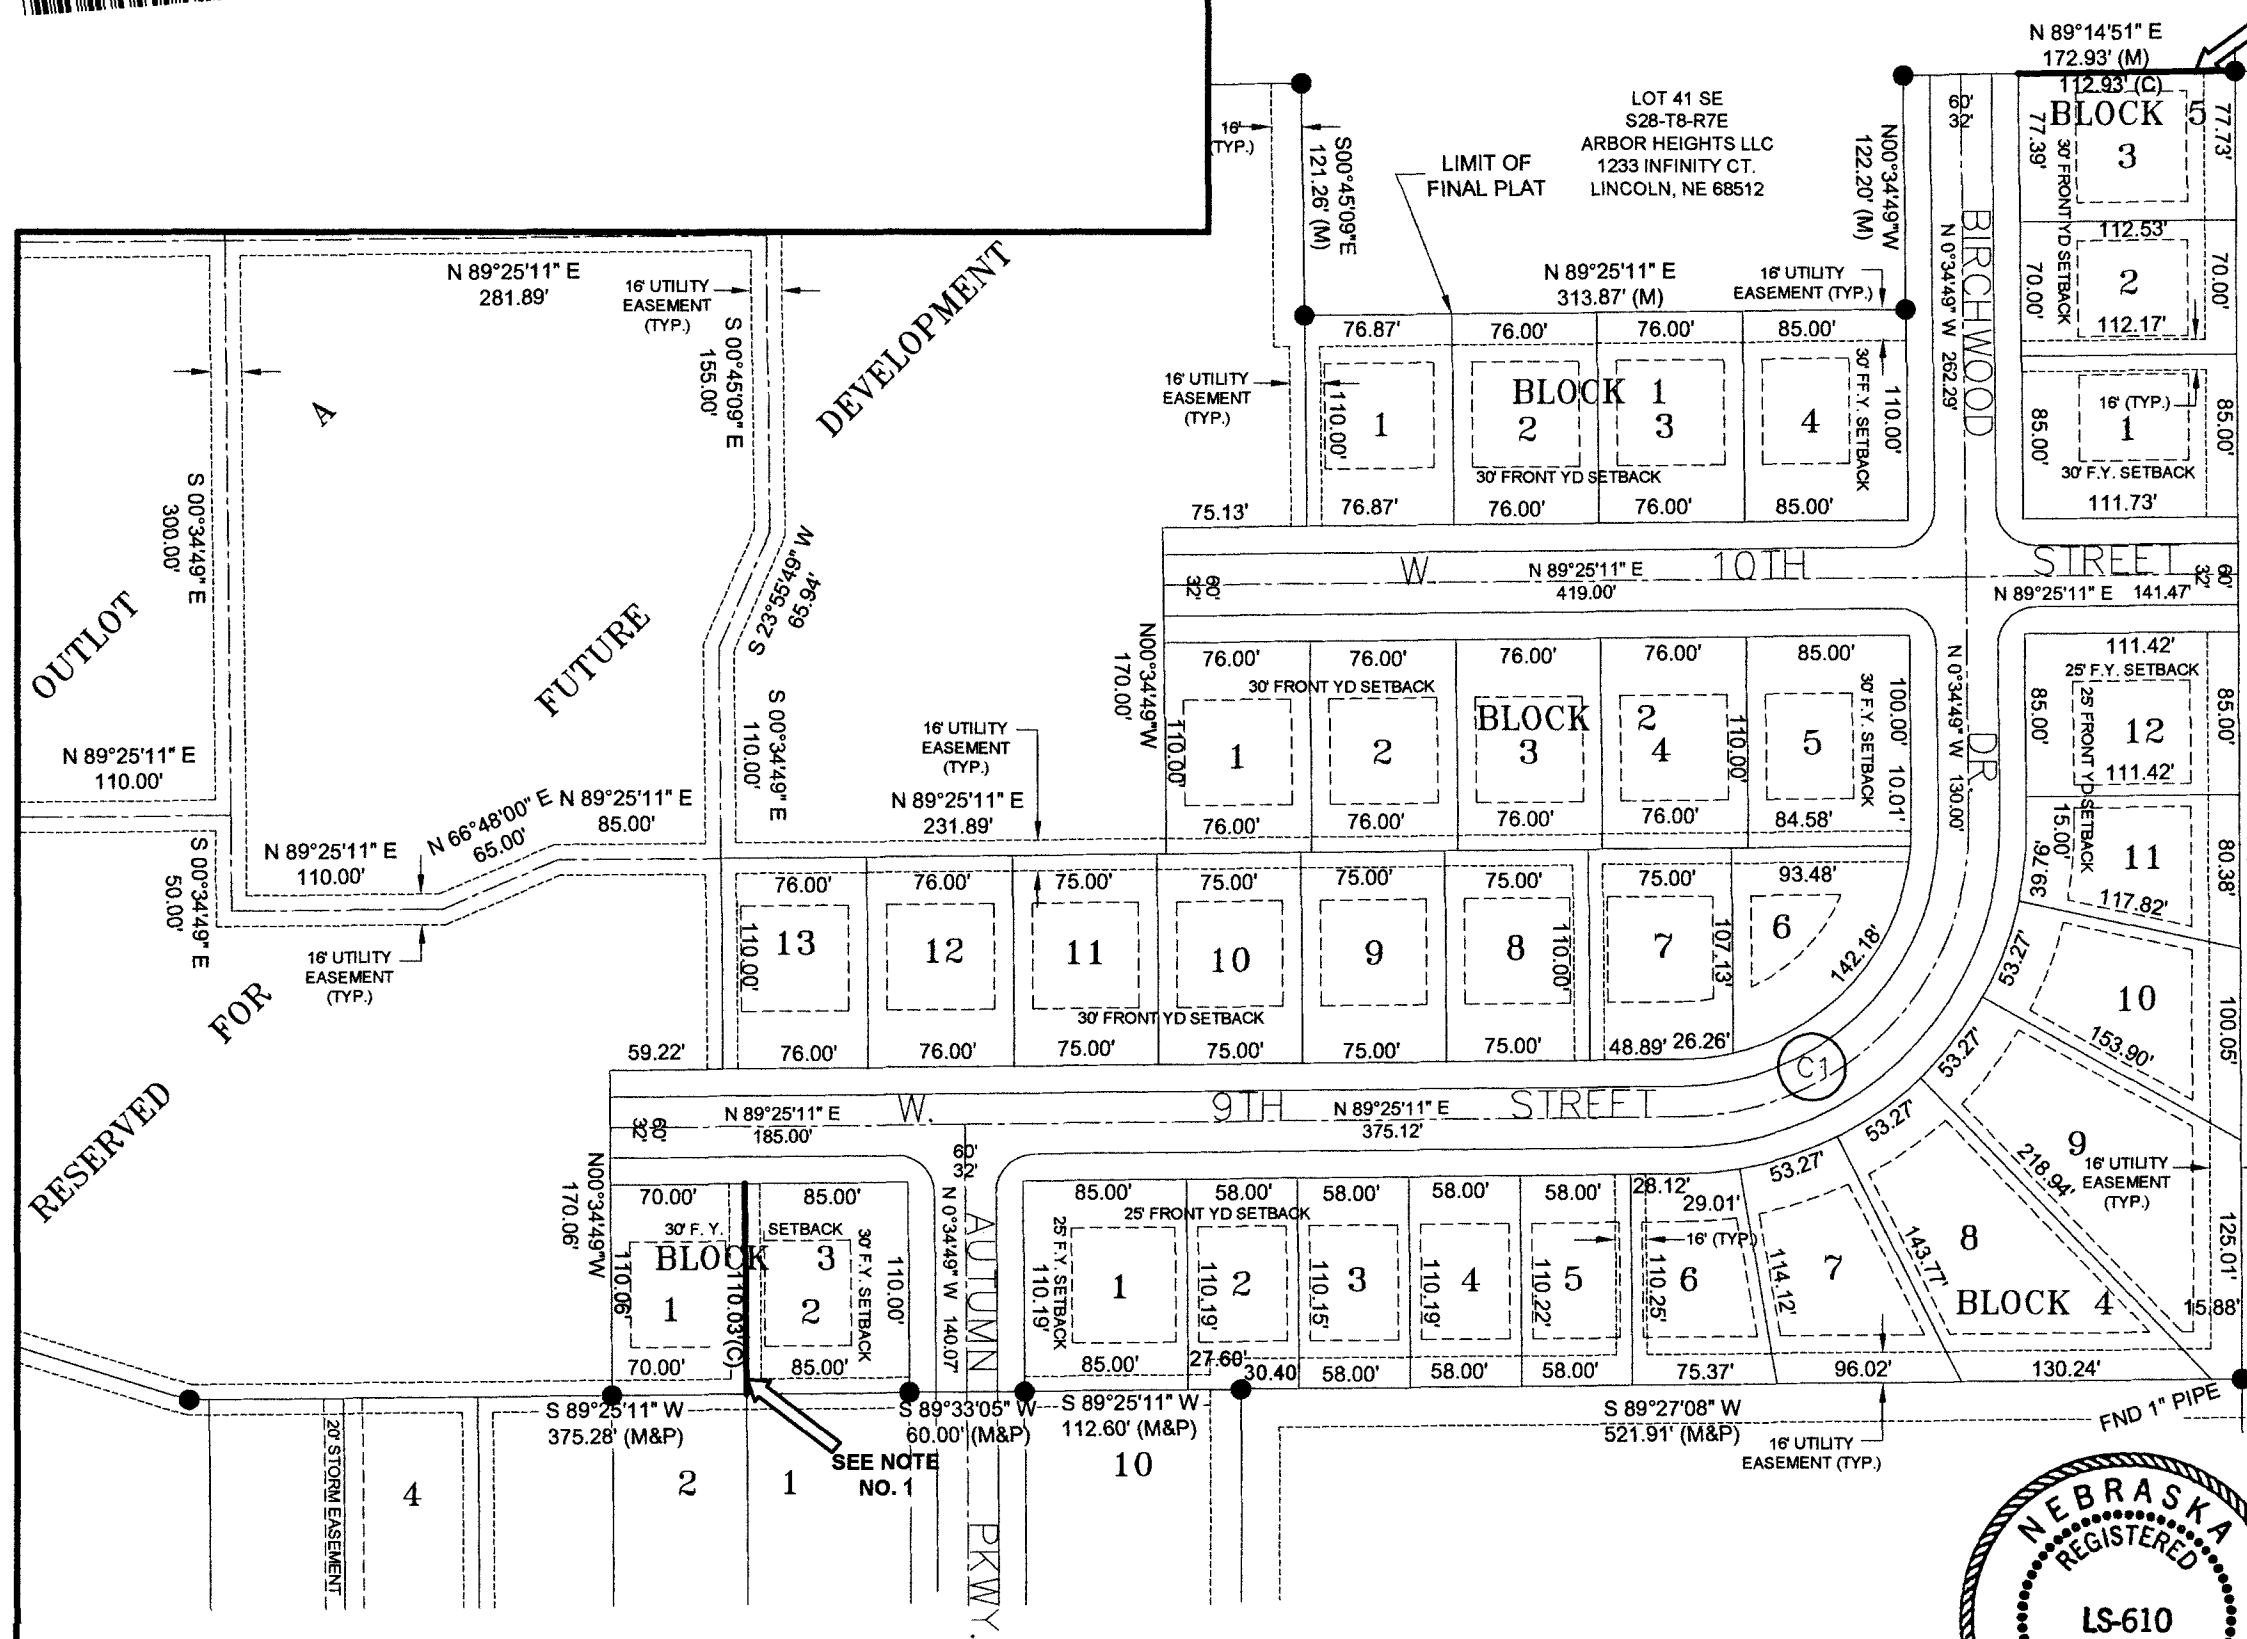 N 89°14'51" E
172.93' (M)
112.93' (C)
BLOCK 5
77.73'
77.39'
30' FRONT YD SETBACK
3
112.53'
70.00'
2
70.00'
112.17'
16' (TYP.)
85.00'
1
85.00'
30' F.Y. SETBACK
111.73'
60'
32'
BIRCHWOOD
N 0°34'49" W 262.29'
N00°34'49"W
122.20' (M)
LOT 41 SE
S28-T8-R7E
ARBOR HEIGHTS LLC
1233 INFINITY CT.
LINCOLN, NE 68512
LIMIT OF
FINAL PLAT
16'
(TYP.)
S00°45'09"E
121.26' (M)
N 89°25'11" E
313.87' (M)
16' UTILITY
EASEMENT (TYP.)
76.87'
76.00'
76.00'
85.00'
16' UTILITY
EASEMENT
(TYP.)
BLOCK 1
110.00'
1
2
3
4
30' FF.Y. SETBACK
110.00'
30' FRONT YD SETBACK
75.13'
76.87'
76.00'
76.00'
85.00'
N 89°25'11" E
281.89'
16' UTILITY
EASEMENT
(TYP.)
S 00°45'09" E
155.00'
DEVELOPMENT
A
S 00°34'49" E
300.00'
S 23°55'49" W
65.94'
OUTLOT
FUTURE
W. 10TH STREET
60'
32'
N 89°25'11" E
419.00'
N 89°25'11" E 141.47'
60'
32'
N00°34'49"W
170.00'
76.00'
76.00'
76.00'
76.00'
85.00'
30' FRONT YD SETBACK
BLOCK 2
110.00'
1
2
3
4
110.00'
5
30' F.Y. SETBACK
100.00' 10.01'
76.00'
76.00'
76.00'
76.00'
84.58'
N 0°34'49" W 130.00'
DR.
111.42'
25' F.Y. SETBACK
85.00'
25' FRONT YD SETBACK
12
85.00'
111.42'
15.00'
39.76'
11
80.38'
117.82'
53.27'
10
100.05'
153.90'
53.27'
9
218.94'
16' UTILITY
EASEMENT
(TYP.)
125.01'
N 89°25'11" E
110.00'
S 00°34'49" E
50.00'
N 89°25'11" E
110.00'
N 66°48'00" E
65.00'
N 89°25'11" E
85.00'
S 00°34'49" E
110.00'
16' UTILITY
EASEMENT
(TYP.)
N 89°25'11" E
231.89'
16' UTILITY
EASEMENT
(TYP.)
FOR
RESERVED
76.00'
76.00'
75.00'
75.00'
75.00'
75.00'
75.00'
93.48'
110.00'
13
12
11
10
9
8
110.00'
7
107.13'
6
142.18'
30' FRONT YD SETBACK
59.22'
76.00'
76.00'
75.00'
75.00'
75.00'
75.00'
48.89'
26.26'
C1
W. 9TH STREET
60'
32'
N 89°25'11" E
185.00'
N 89°25'11" E
375.12'
N00°34'49"W
170.06'
70.00'
85.00'
30' F. Y. SETBACK
BLOCK 3
110.06'
1
110.03'(C)
2
30' F.Y. SETBACK
110.00'
70.00'
85.00'
60'
32'
N 0°34'49" W 140.07'
AUTUMN
PKWY.
85.00'
58.00'
58.00'
58.00'
58.00'
28.12'
29.01'
53.27'
53.27'
25' FRONT YD SETBACK
25' F.Y. SETBACK
110.19'
1
110.19'
2
110.15'
3
110.19'
4
110.22'
5
16' (TYP.)
110.25'
6
114.12'
7
143.77'
8
BLOCK 4
15.88'
85.00'
27.60'
30.40
58.00'
58.00'
58.00'
75.37'
96.02'
130.24'
S 89°25'11" W
375.28' (M&P)
S 89°33'05" W
60.00' (M&P)
S 89°25'11" W
112.60' (M&P)
S 89°27'08" W
521.91' (M&P)
16' UTILITY
EASEMENT (TYP.)
FND 1" PIPE
SEE NOTE
NO. 1
20' STORM EASEMENT
4
2
1
10
NEBRASKA
REGISTERED
LS-610